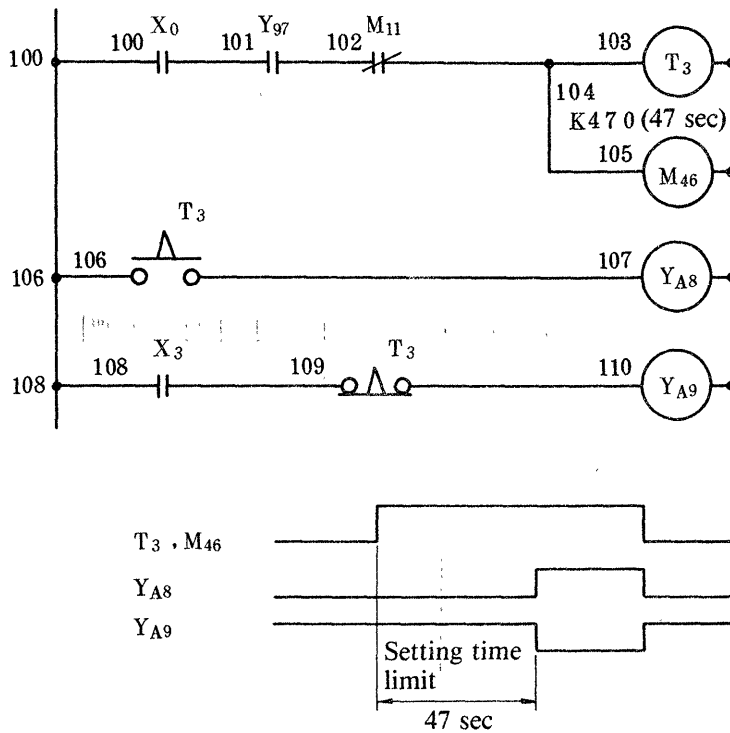 X0 Y97 M11
100 100 101 102 103 T3
104
K470 (47 sec)
105 M46
T3
106 106 107 YA8
X3 T3
108 108 109 110 YA9
T3 , M46
YA8
YA9
Setting time
limit
47 sec